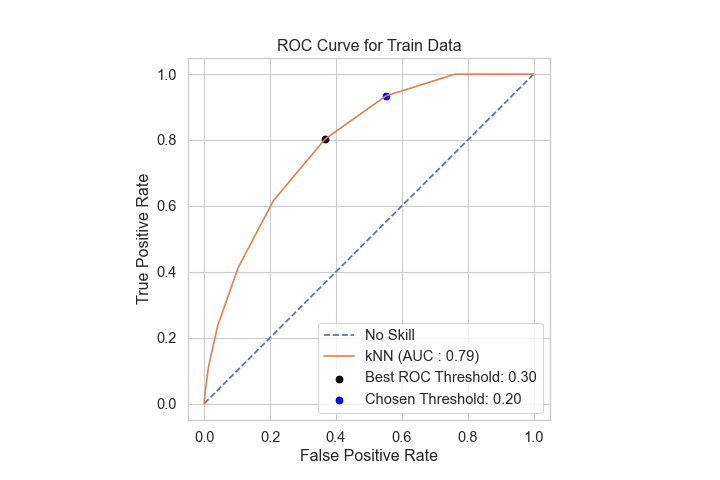 ROC Curve for Train Data
1.0
0.8
0.6
0.4
0.2
0.0
True Positive Rate
No Skill
kNN (AUC : 0.79)
Best ROC Threshold: 0.30
Chosen Threshold: 0.20
0.0 0.2 0.4 0.6 0.8 1.0
False Positive Rate